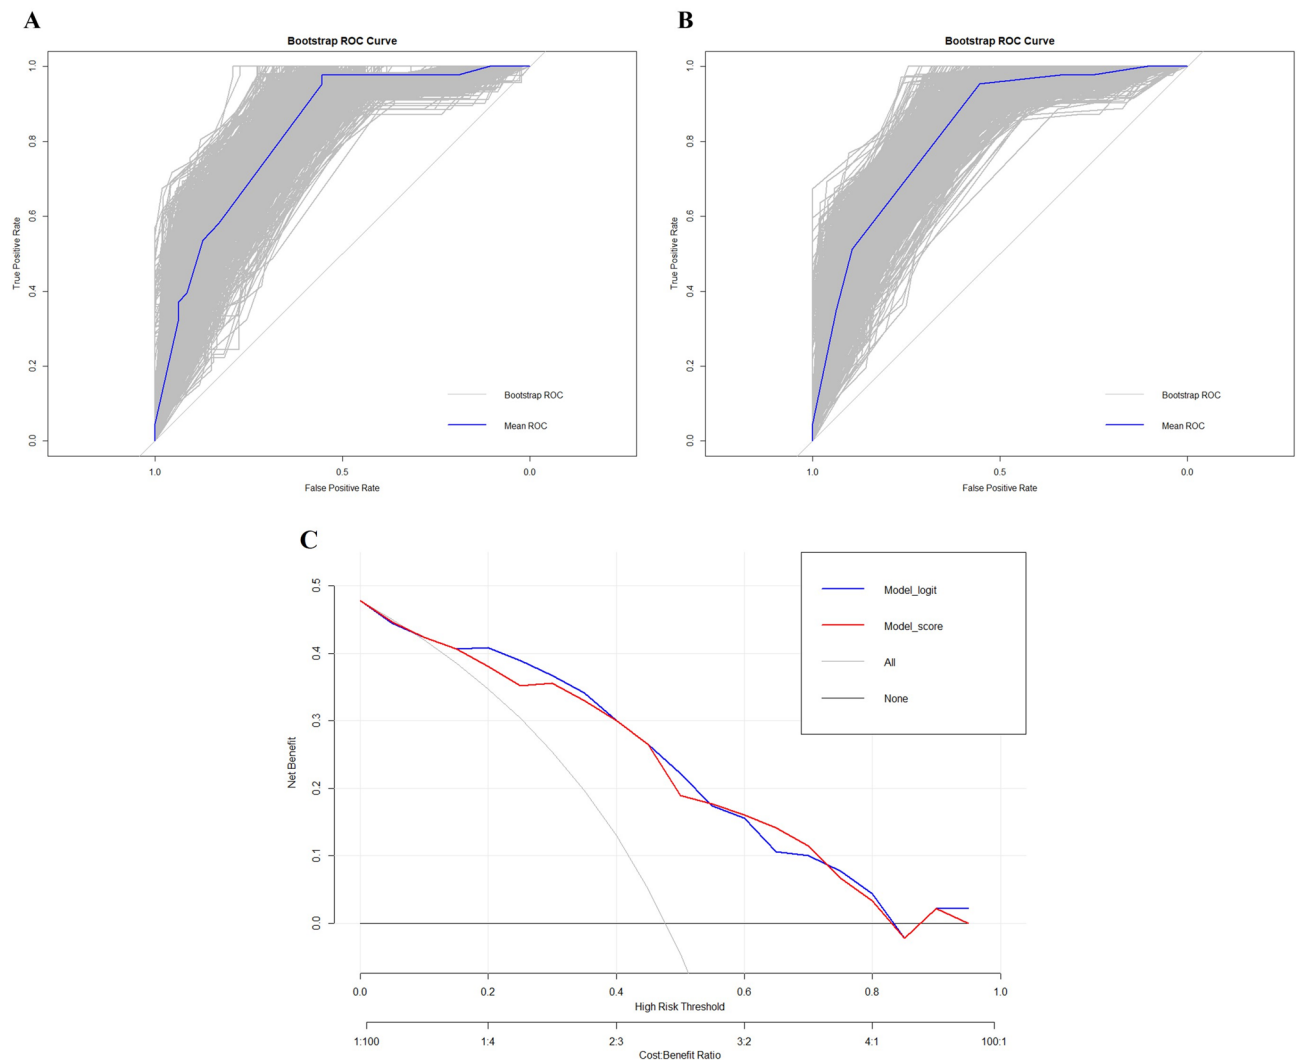 A
Bootstrap ROC Curve
True Positive Rate
1.0
0.8
0.6
0.4
0.2
0.0
Bootstrap ROC
Mean ROC
1.0 0.5 0.0
False Positive Rate
B
Bootstrap ROC Curve
True Positive Rate
1.0
0.8
0.6
0.4
0.2
0.0
Bootstrap ROC
Mean ROC
1.0 0.5 0.0
False Positive Rate
C
Net Benefit
0.5
0.4
0.3
0.2
0.1
0.0
Model_logit
Model_score
All
None
0.0 0.2 0.4 0.6 0.8 1.0
High Risk Threshold
1:100 1:4 2:3 3:2 4:1 100:1
Cost:Benefit Ratio